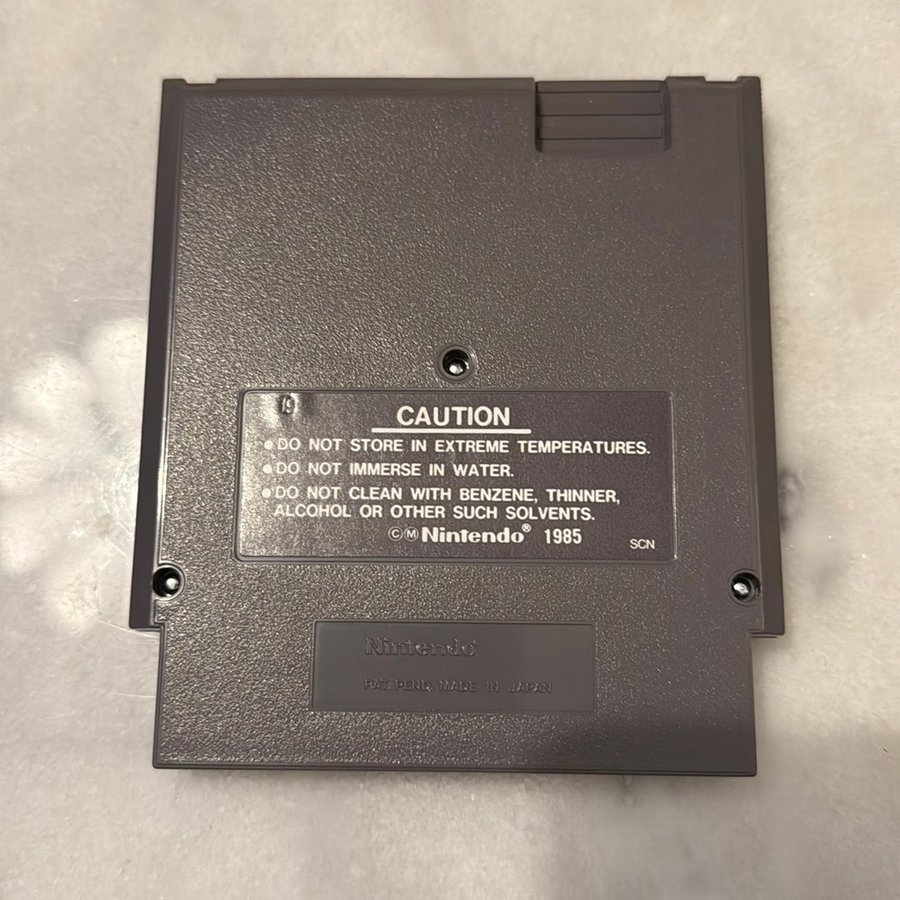 19
CAUTION
●DO NOT STORE IN EXTREME TEMPERATURES.
●DO NOT IMMERSE IN WATER.
●DO NOT CLEAN WITH BENZENE, THINNER,
ALCOHOL OR OTHER SUCH SOLVENTS.
©Ⓜ Nintendo® 1985
SCN
Nintendo®
PAT. PEND. MADE IN JAPAN